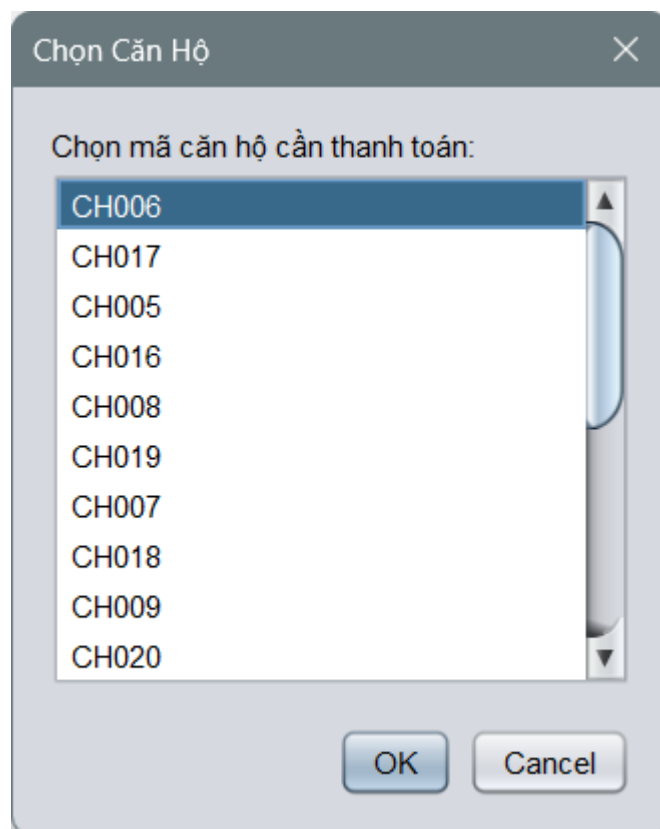 Chọn Căn Hộ
Chọn mã căn hộ cần thanh toán:
CH006
CH017
CH005
CH016
CH008
CH019
CH007
CH018
CH009
CH020
OK Cancel